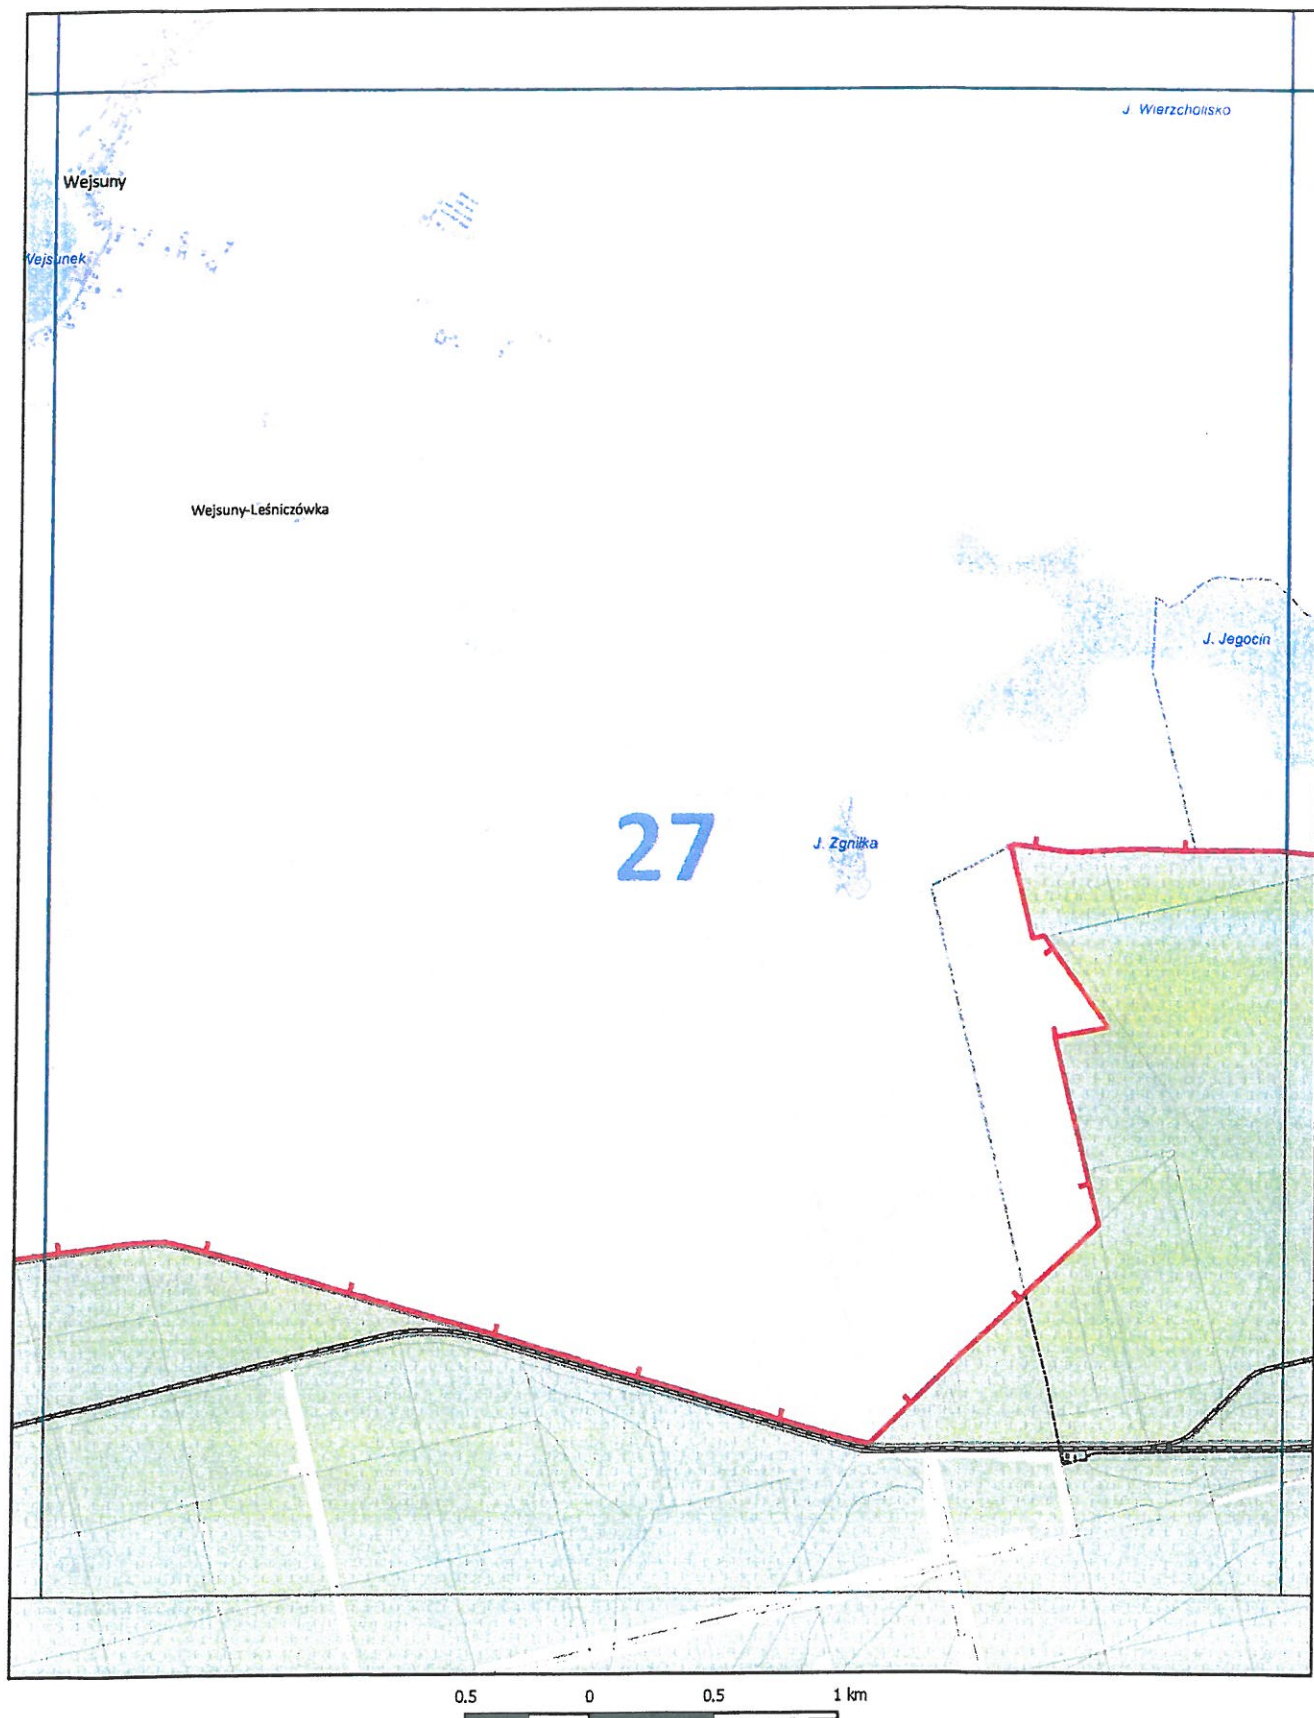 J. Wierzcholisko
Wejsuny
Wejsunek
Wejsuny-Leśniczówka
J. Jegocin
27
J. Zgniłka
0.5 0 0.5 1 km